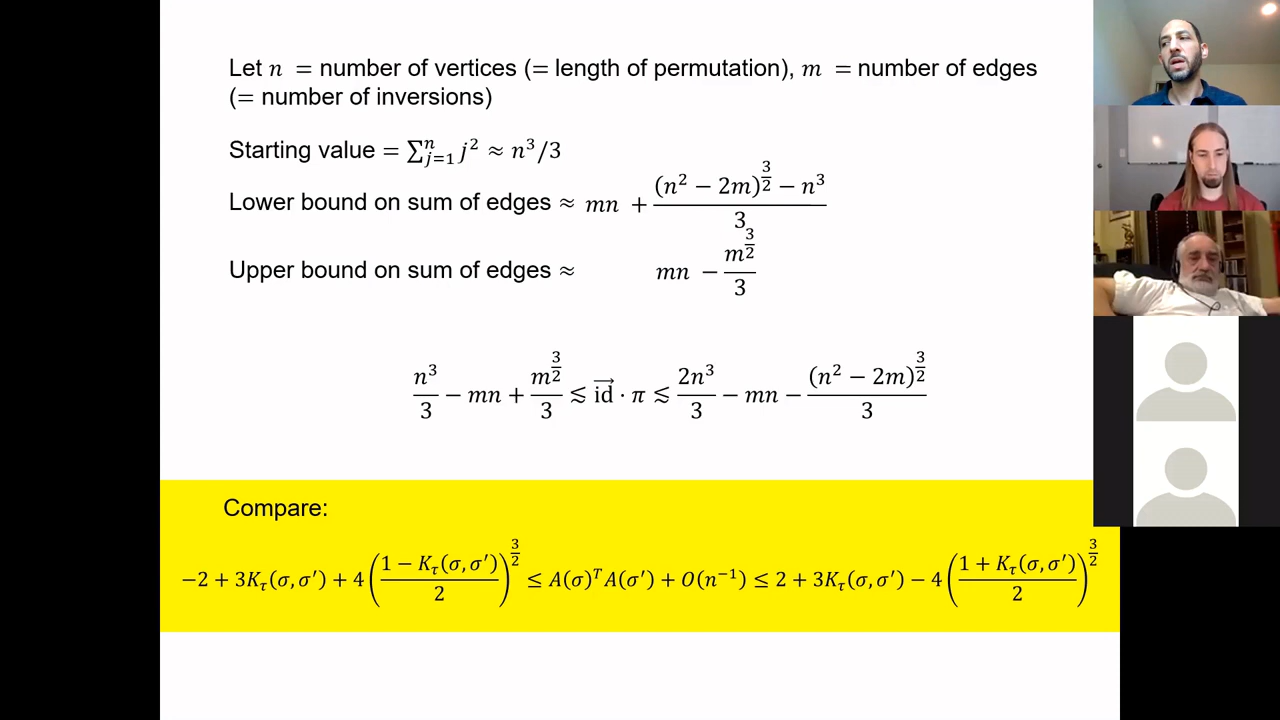 Let n = number of vertices (= length of permutation), m = number of edges
(= number of inversions)
Starting value = ∑_{j=1}^{n} j² ≈ n³/3
Lower bound on sum of edges ≈ mn + ((n² − 2m)^{3/2} − n³)/3
Upper bound on sum of edges ≈ mn − m^{3/2}/3
n³/3 − mn + m^{3/2}/3 ≲ \vec{id} · π ≲ 2n³/3 − mn − (n² − 2m)^{3/2}/3
Compare:
−2 + 3K_τ(σ, σ′) + 4((1 − K_τ(σ, σ′))/2)^{3/2} ≤ A(σ)ᵀA(σ′) + O(n⁻¹) ≤ 2 + 3K_τ(σ, σ′) − 4((1 + K_τ(σ, σ′))/2)^{3/2}